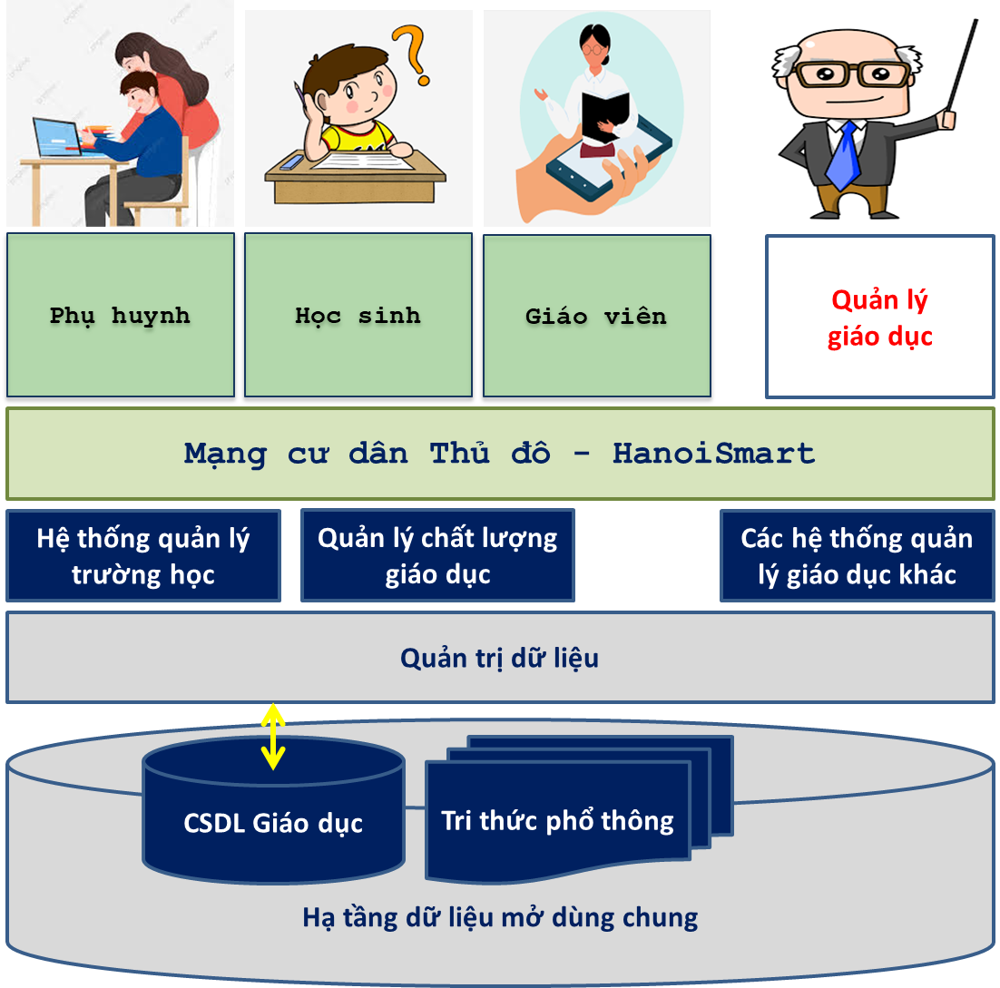 Phụ huynh
Học sinh
Giáo viên
Quản lý
giáo dục
Mạng cư dân Thủ đô - HanoiSmart
Hệ thống quản lý
trường học
Quản lý chất lượng
giáo dục
Các hệ thống quản
lý giáo dục khác
Quản trị dữ liệu
CSDL Giáo dục
Tri thức phổ thông
Hạ tầng dữ liệu mở dùng chung